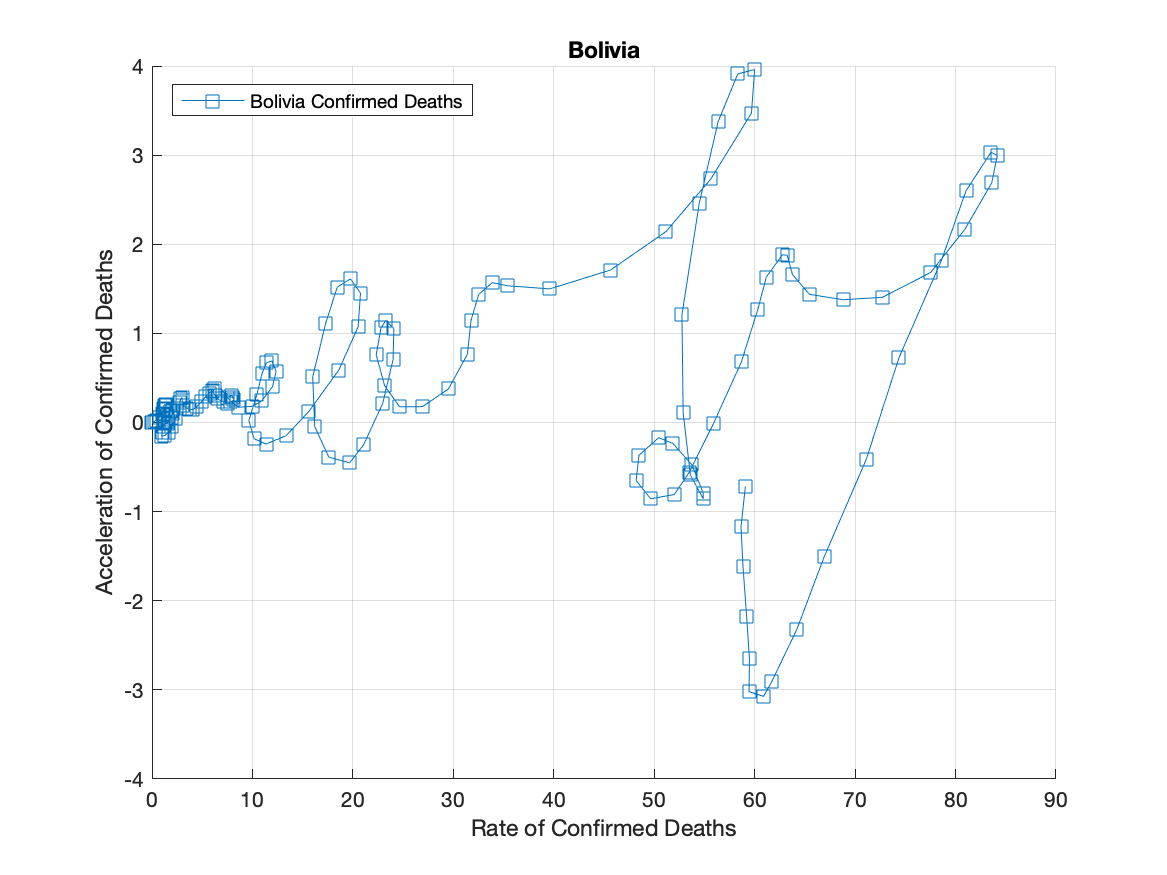 Bolivia
Bolivia Confirmed Deaths
4
3
2
1
0
-1
-2
-3
-4
Acceleration of Confirmed Deaths
0 10 20 30 40 50 60 70 80 90
Rate of Confirmed Deaths